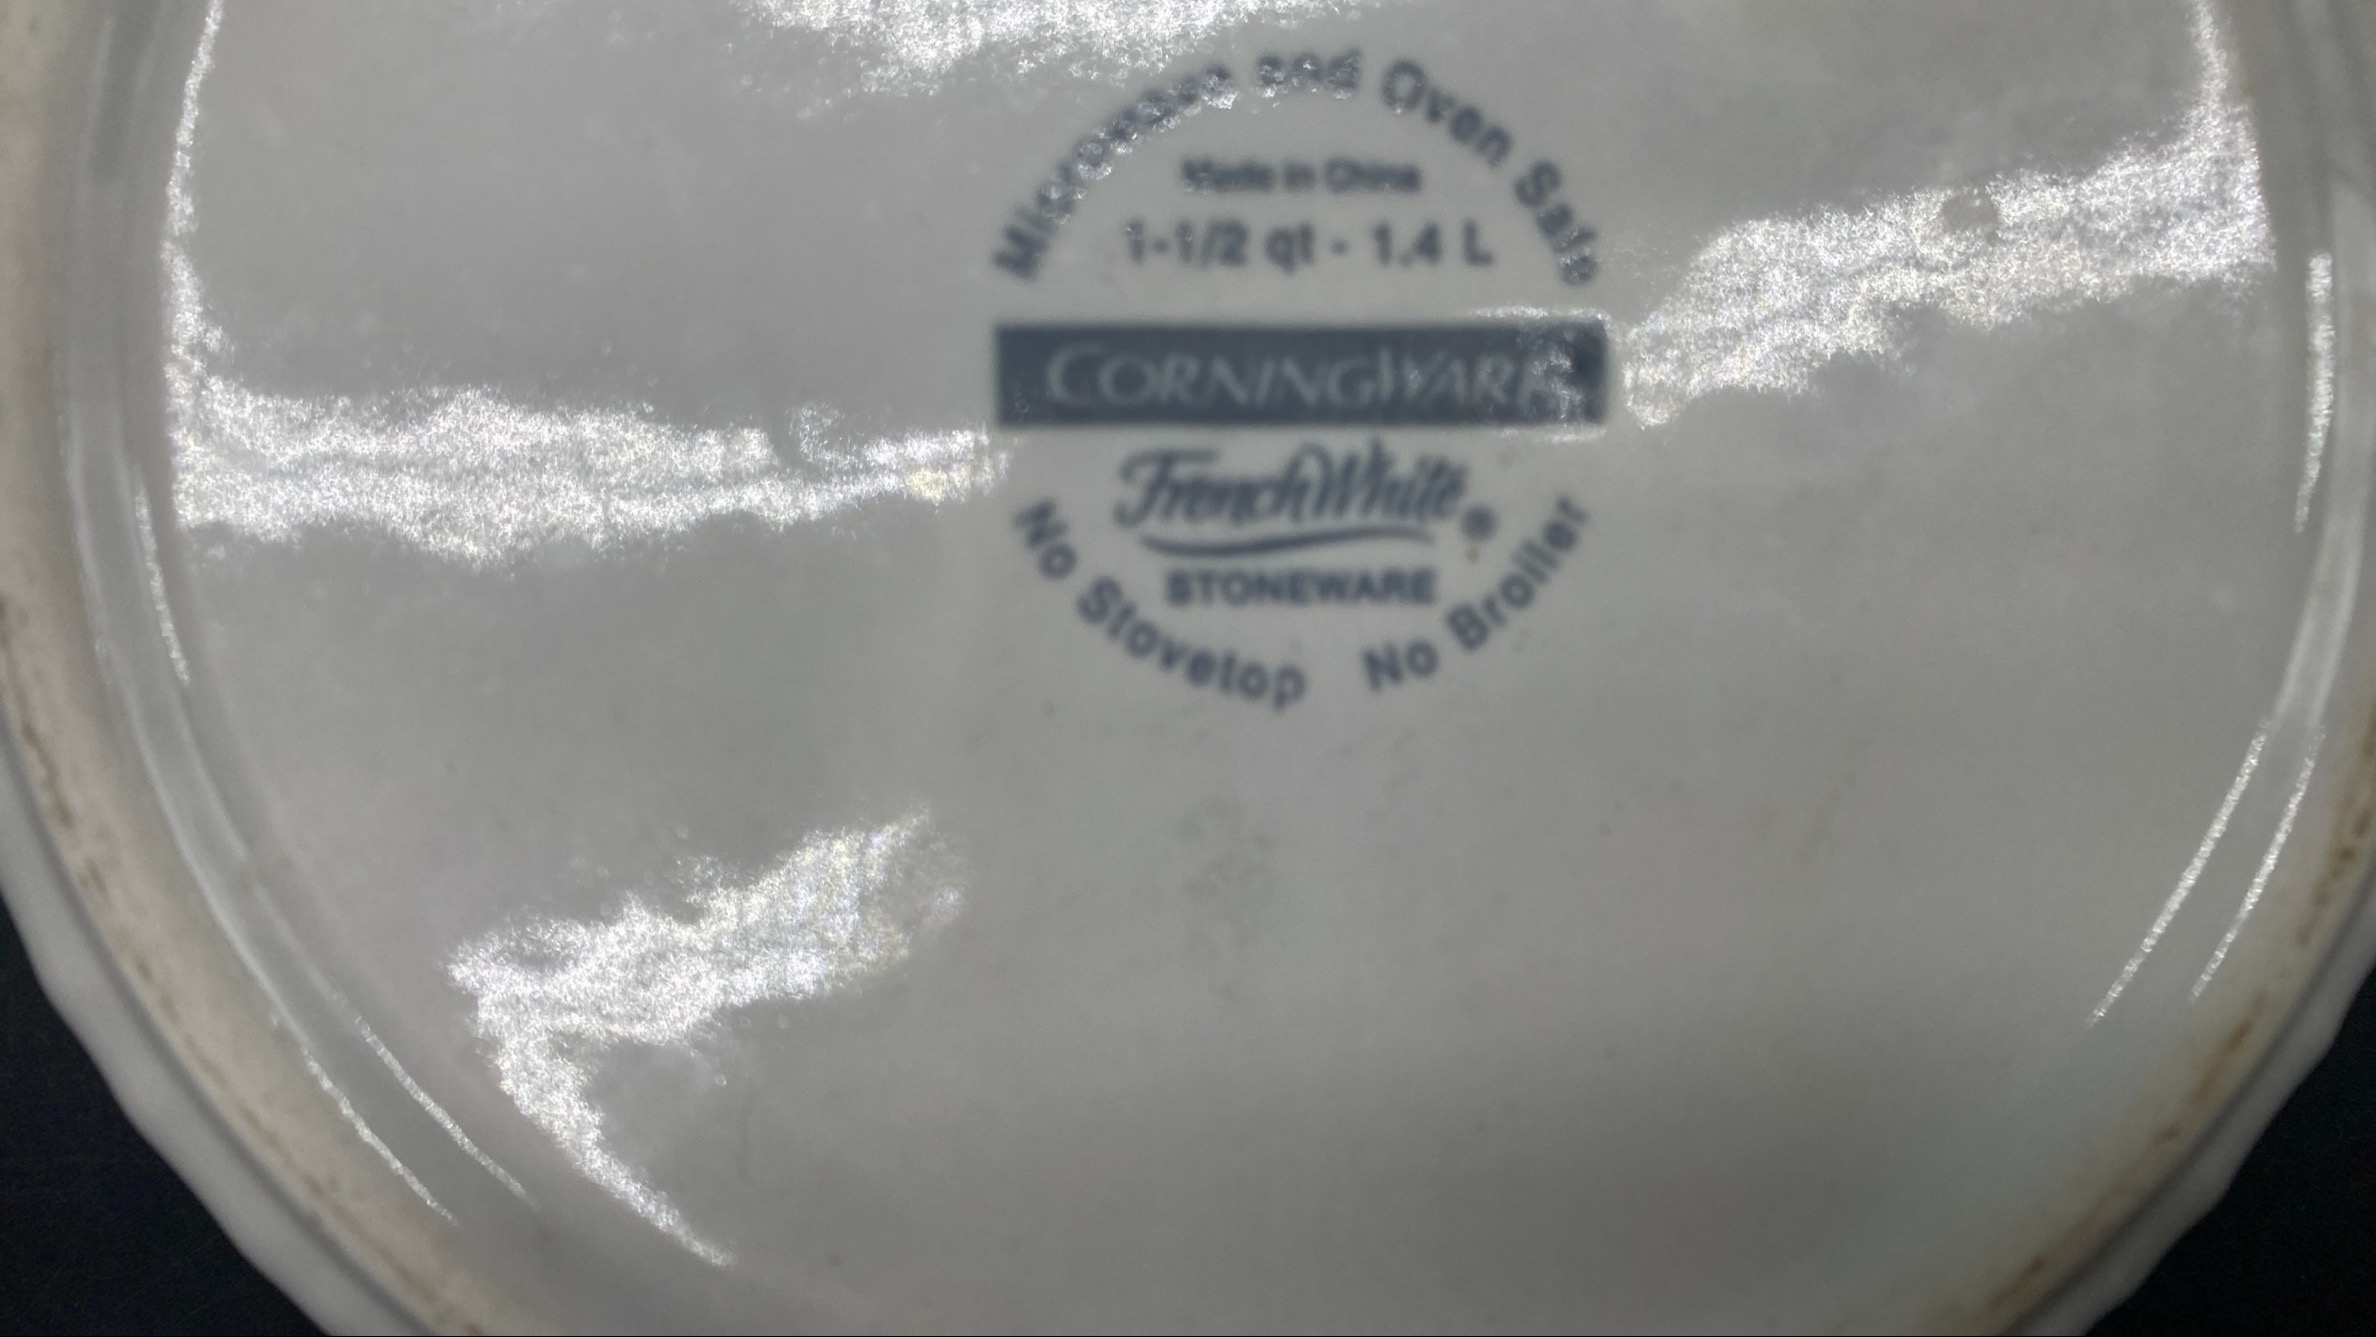 Microwave and Oven Safe
Made in China
1-1/2 qt - 1.4 L
CORNINGWARE
French White®
STONEWARE
No Stovetop No Broiler